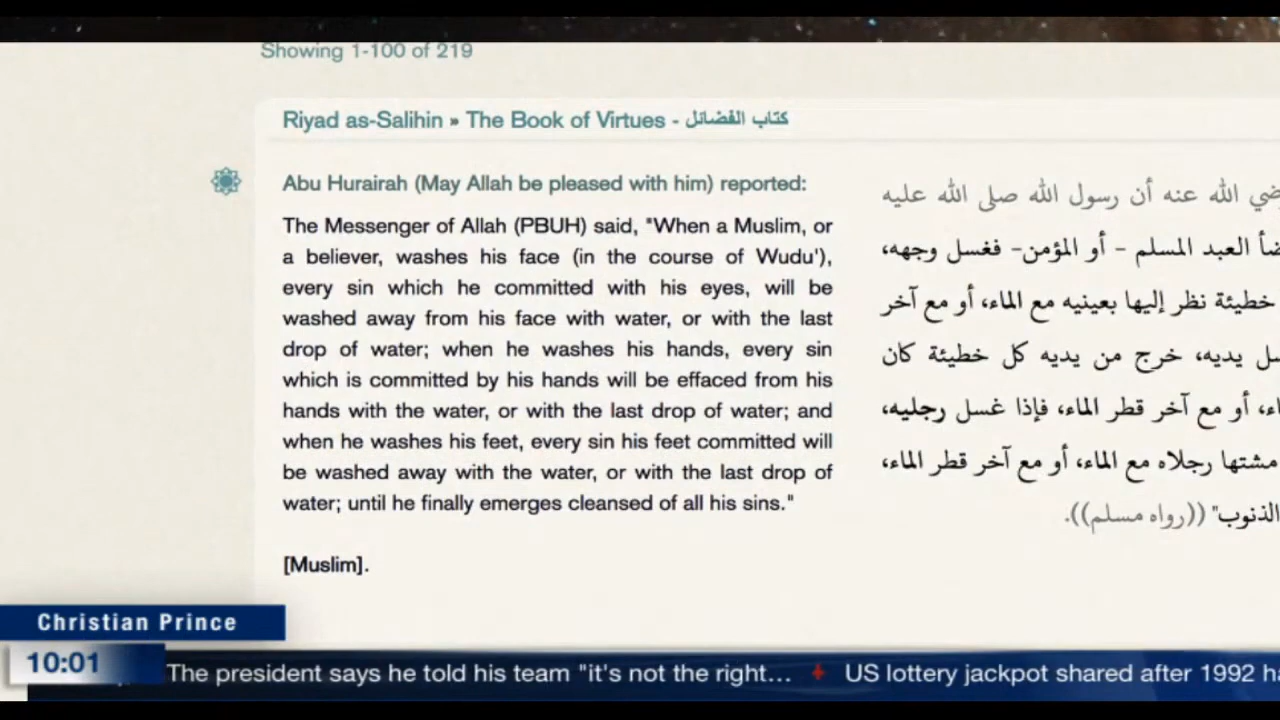 Showing 1-100 of 219
Riyad as-Salihin » The Book of Virtues - كتاب الفضائل
Abu Hurairah (May Allah be pleased with him) reported:
The Messenger of Allah (PBUH) said, "When a Muslim, or
a believer, washes his face (in the course of Wudu'),
every sin which he committed with his eyes, will be
washed away from his face with water, or with the last
drop of water; when he washes his hands, every sin
which is committed by his hands will be effaced from his
hands with the water, or with the last drop of water; and
when he washes his feet, every sin his feet committed will
be washed away with the water, or with the last drop of
water; until he finally emerges cleansed of all his sins."
[Muslim].
الله عنه أن رسول الله صلى الله عليه
العبد المسلم - أو المؤمن- فغسل وجهه،
خطيئة نظر إليها بعينيه مع الماء، أو مع آخر
يديه، خرج من يديه كل خطيئة كان
أو مع آخر قطر الماء، فإذا غسل رجليه،
مشتها رجلاه مع الماء، أو مع آخر قطر الماء،
الذنوب" ((رواه مسلم)).
Christian Prince
10:01
The president says he told his team "it's not the right... US lottery jackpot shared after 1992